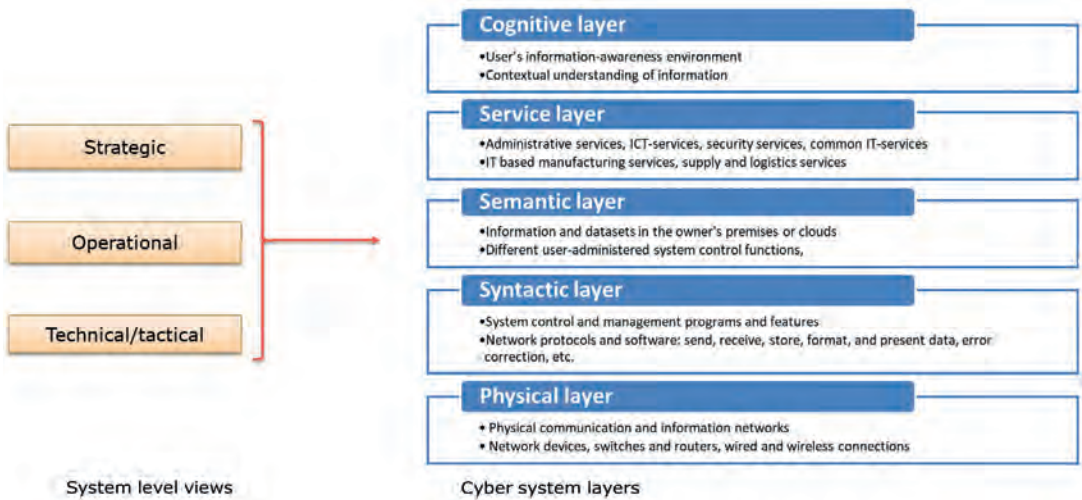 Strategic
Operational
Technical/tactical
System level views
Cognitive layer
•User's information-awareness environment
•Contextual understanding of information
Service layer
•Administrative services, ICT-services, security services, common IT-services
•IT based manufacturing services, supply and logistics services
Semantic layer
•Information and datasets in the owner's premises or clouds
•Different user-administered system control functions,
Syntactic layer
•System control and management programs and features
•Network protocols and software: send, receive, store, format, and present data, error
correction, etc.
Physical layer
• Physical communication and information networks
• Network devices, switches and routers, wired and wireless connections
Cyber system layers